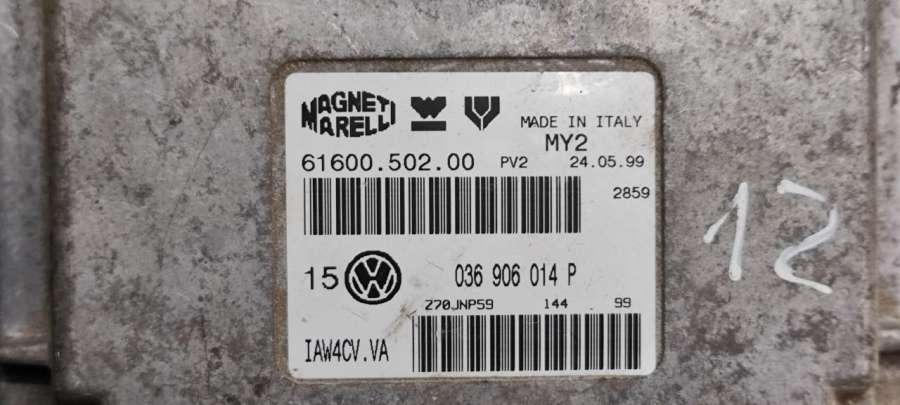 MAGNETI
MARELLI
MADE IN ITALY
MY2
61600.502.00 PV2 24.05.99
2859
12
15 036 906 014 P
Z70JNP59 144 99
IAW4CV.VA